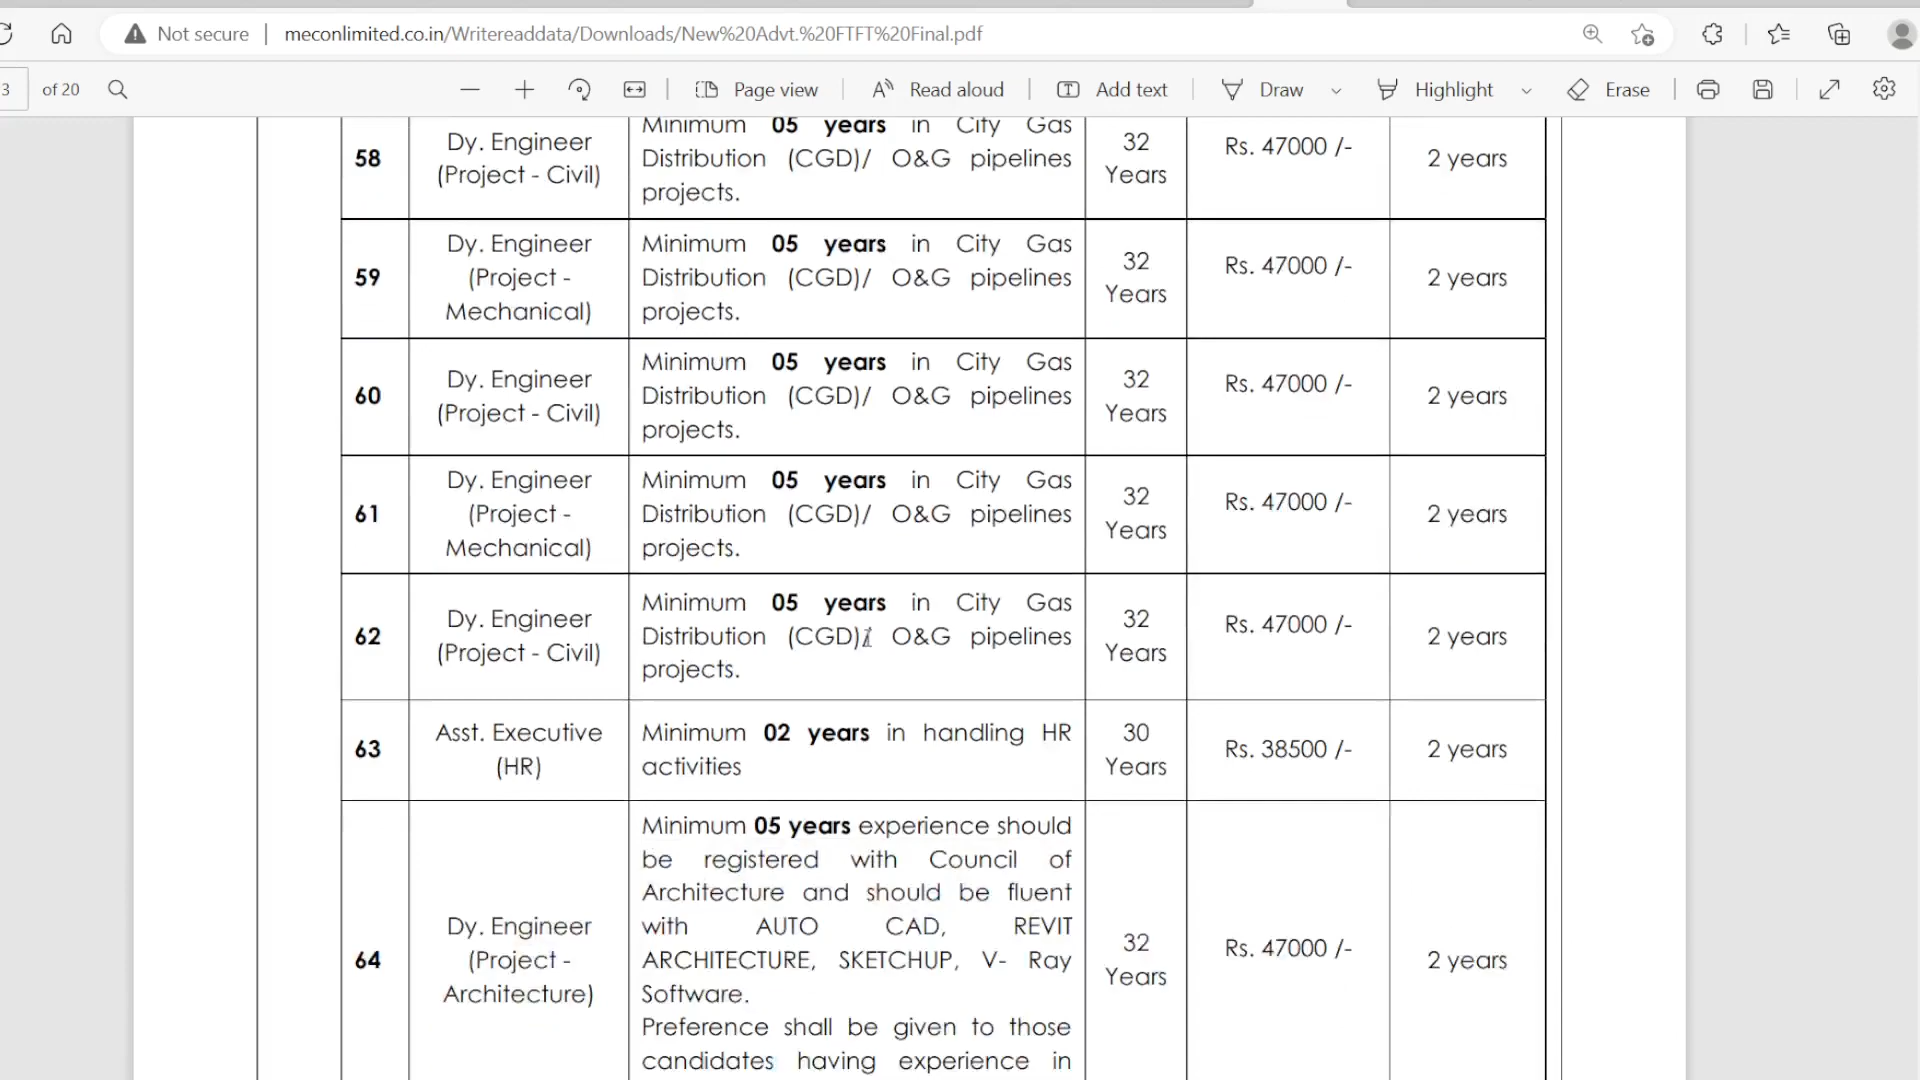 Not secure
meconlimited.co.in/Writereaddata/Downloads/New%20Advt.%20FTFT%20Final.pdf
3 of 20
Page view
Read aloud
Add text
Draw
Highlight
Erase
58
Dy. Engineer
(Project - Civil)
Minimum 05 years in City Gas
Distribution (CGD)/ O&G pipelines
projects.
32
Years
Rs. 47000 /-
2 years
59
Dy. Engineer
(Project -
Mechanical)
Minimum 05 years in City Gas
Distribution (CGD)/ O&G pipelines
projects.
32
Years
Rs. 47000 /-
2 years
60
Dy. Engineer
(Project - Civil)
Minimum 05 years in City Gas
Distribution (CGD)/ O&G pipelines
projects.
32
Years
Rs. 47000 /-
2 years
61
Dy. Engineer
(Project -
Mechanical)
Minimum 05 years in City Gas
Distribution (CGD)/ O&G pipelines
projects.
32
Years
Rs. 47000 /-
2 years
62
Dy. Engineer
(Project - Civil)
Minimum 05 years in City Gas
Distribution (CGD)/ O&G pipelines
projects.
32
Years
Rs. 47000 /-
2 years
63
Asst. Executive
(HR)
Minimum 02 years in handling HR
activities
30
Years
Rs. 38500 /-
2 years
64
Dy. Engineer
(Project -
Architecture)
Minimum 05 years experience should
be registered with Council of
Architecture and should be fluent
with AUTO CAD, REVIT
ARCHITECTURE, SKETCHUP, V- Ray
Software.
Preference shall be given to those
candidates having experience in
32
Years
Rs. 47000 /-
2 years